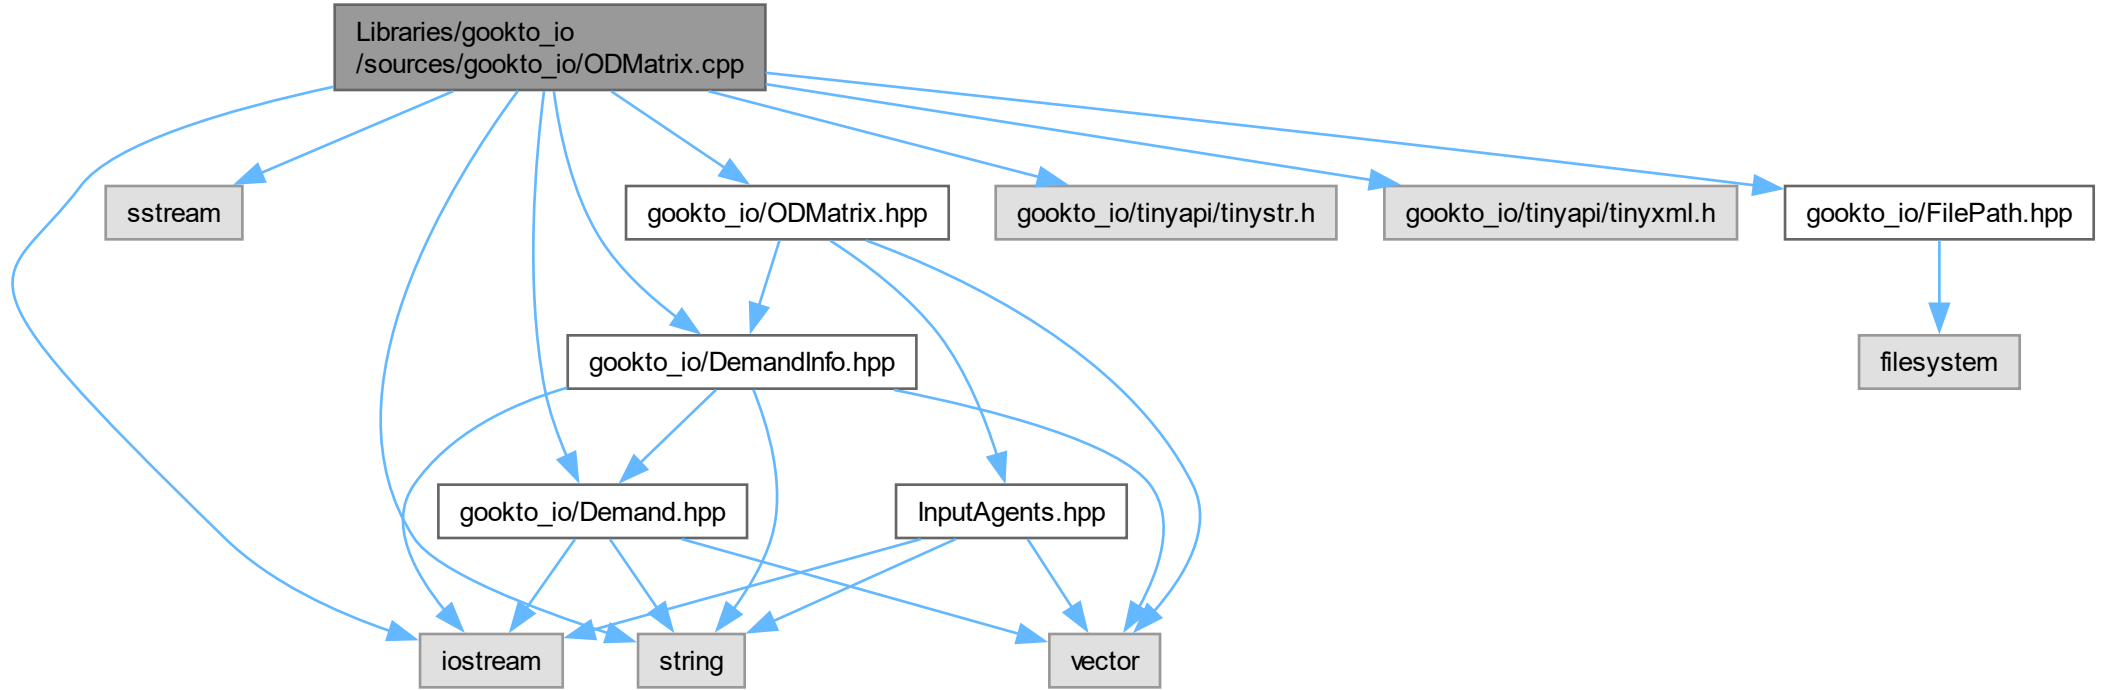 Libraries/gookto_io
/sources/gookto_io/ODMatrix.cpp
sstream
gookto_io/ODMatrix.hpp
gookto_io/tinyapi/tinystr.h
gookto_io/tinyapi/tinyxml.h
gookto_io/FilePath.hpp
gookto_io/DemandInfo.hpp
filesystem
gookto_io/Demand.hpp
InputAgents.hpp
iostream
string
vector